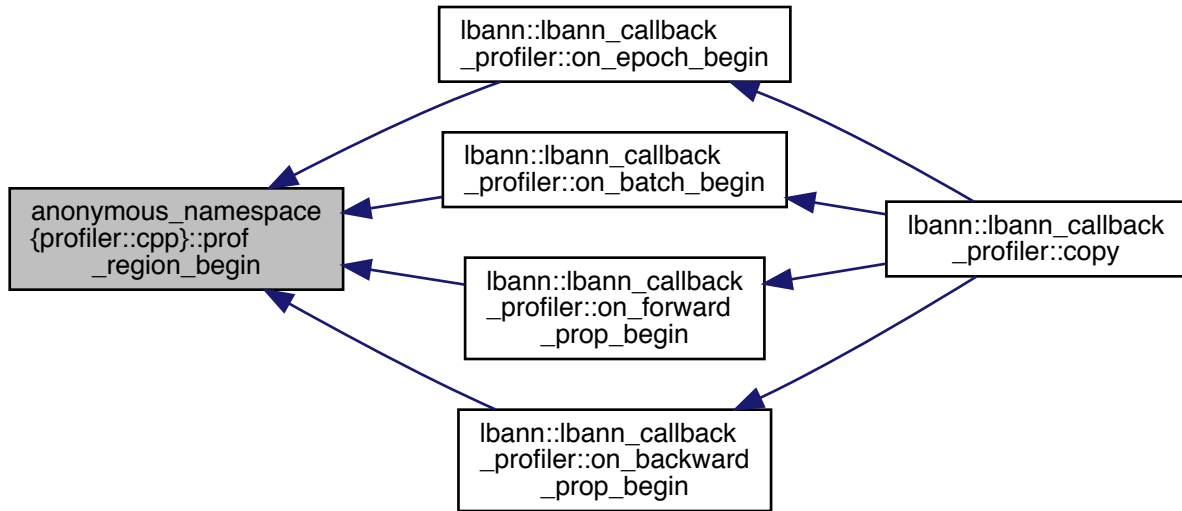 lbann::lbann_callback
_profiler::on_epoch_begin
lbann::lbann_callback
_profiler::on_batch_begin
anonymous_namespace
{profiler::cpp}::prof
_region_begin
lbann::lbann_callback
_profiler::copy
lbann::lbann_callback
_profiler::on_forward
_prop_begin
lbann::lbann_callback
_profiler::on_backward
_prop_begin